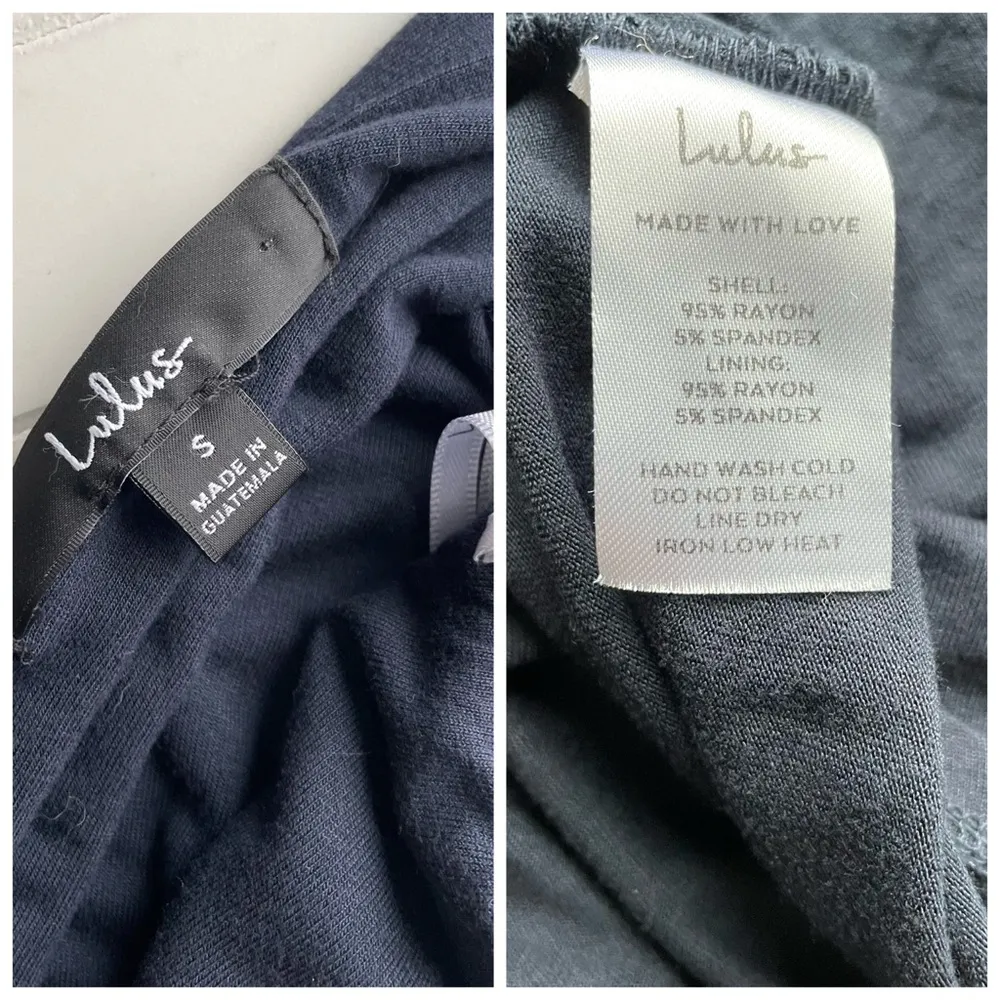 Lulus
S
MADE IN
GUATEMALA
Lulus
MADE WITH LOVE
SHELL:
95% RAYON
5% SPANDEX
LINING:
95% RAYON
5% SPANDEX
HAND WASH COLD
DO NOT BLEACH
LINE DRY
IRON LOW HEAT